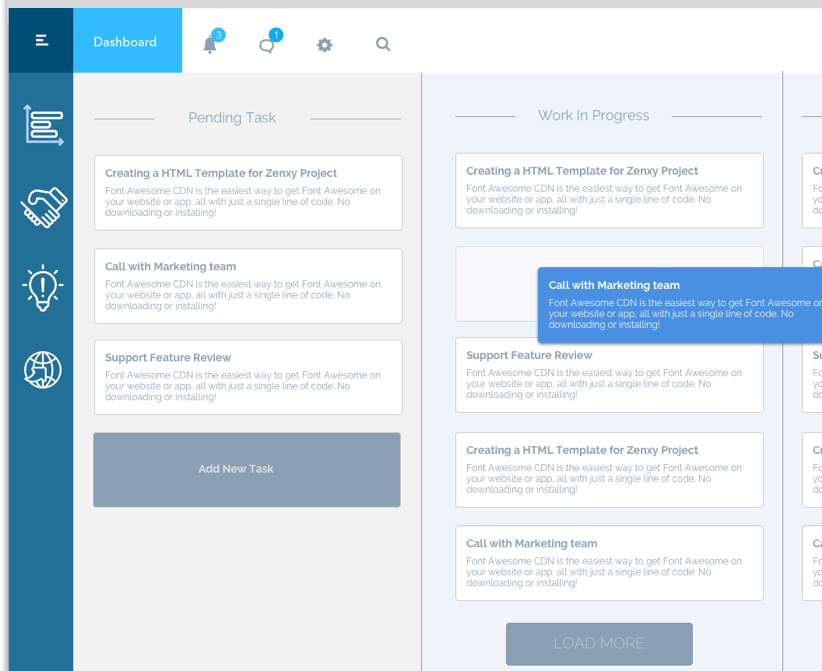 Dashboard
3
1
Pending Task
Creating a HTML Template for Zenxy Project
Font Awesome CDN is the easiest way to get Font Awesome on
your website or app, all with just a single line of code. No
downloading or installing!
Call with Marketing team
Font Awesome CDN is the easiest way to get Font Awesome on
your website or app, all with just a single line of code. No
downloading or installing!
Support Feature Review
Font Awesome CDN is the easiest way to get Font Awesome on
your website or app, all with just a single line of code. No
downloading or installing!
Add New Task
Work In Progress
Creating a HTML Template for Zenxy Project
Font Awesome CDN is the easiest way to get Font Awesome on
your website or app, all with just a single line of code. No
downloading or installing!
Call with Marketing team
Font Awesome CDN is the easiest way to get Font Awesome on
your website or app, all with just a single line of code. No
downloading or installing!
Support Feature Review
Font Awesome CDN is the easiest way to get Font Awesome on
your website or app, all with just a single line of code. No
downloading or installing!
Creating a HTML Template for Zenxy Project
Font Awesome CDN is the easiest way to get Font Awesome on
your website or app, all with just a single line of code. No
downloading or installing!
Call with Marketing team
Font Awesome CDN is the easiest way to get Font Awesome on
your website or app, all with just a single line of code. No
downloading or installing!
LOAD MORE